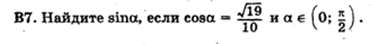 В7. Найдите sinα, если cosα = √19/10 и α ∈ (0; π/2).